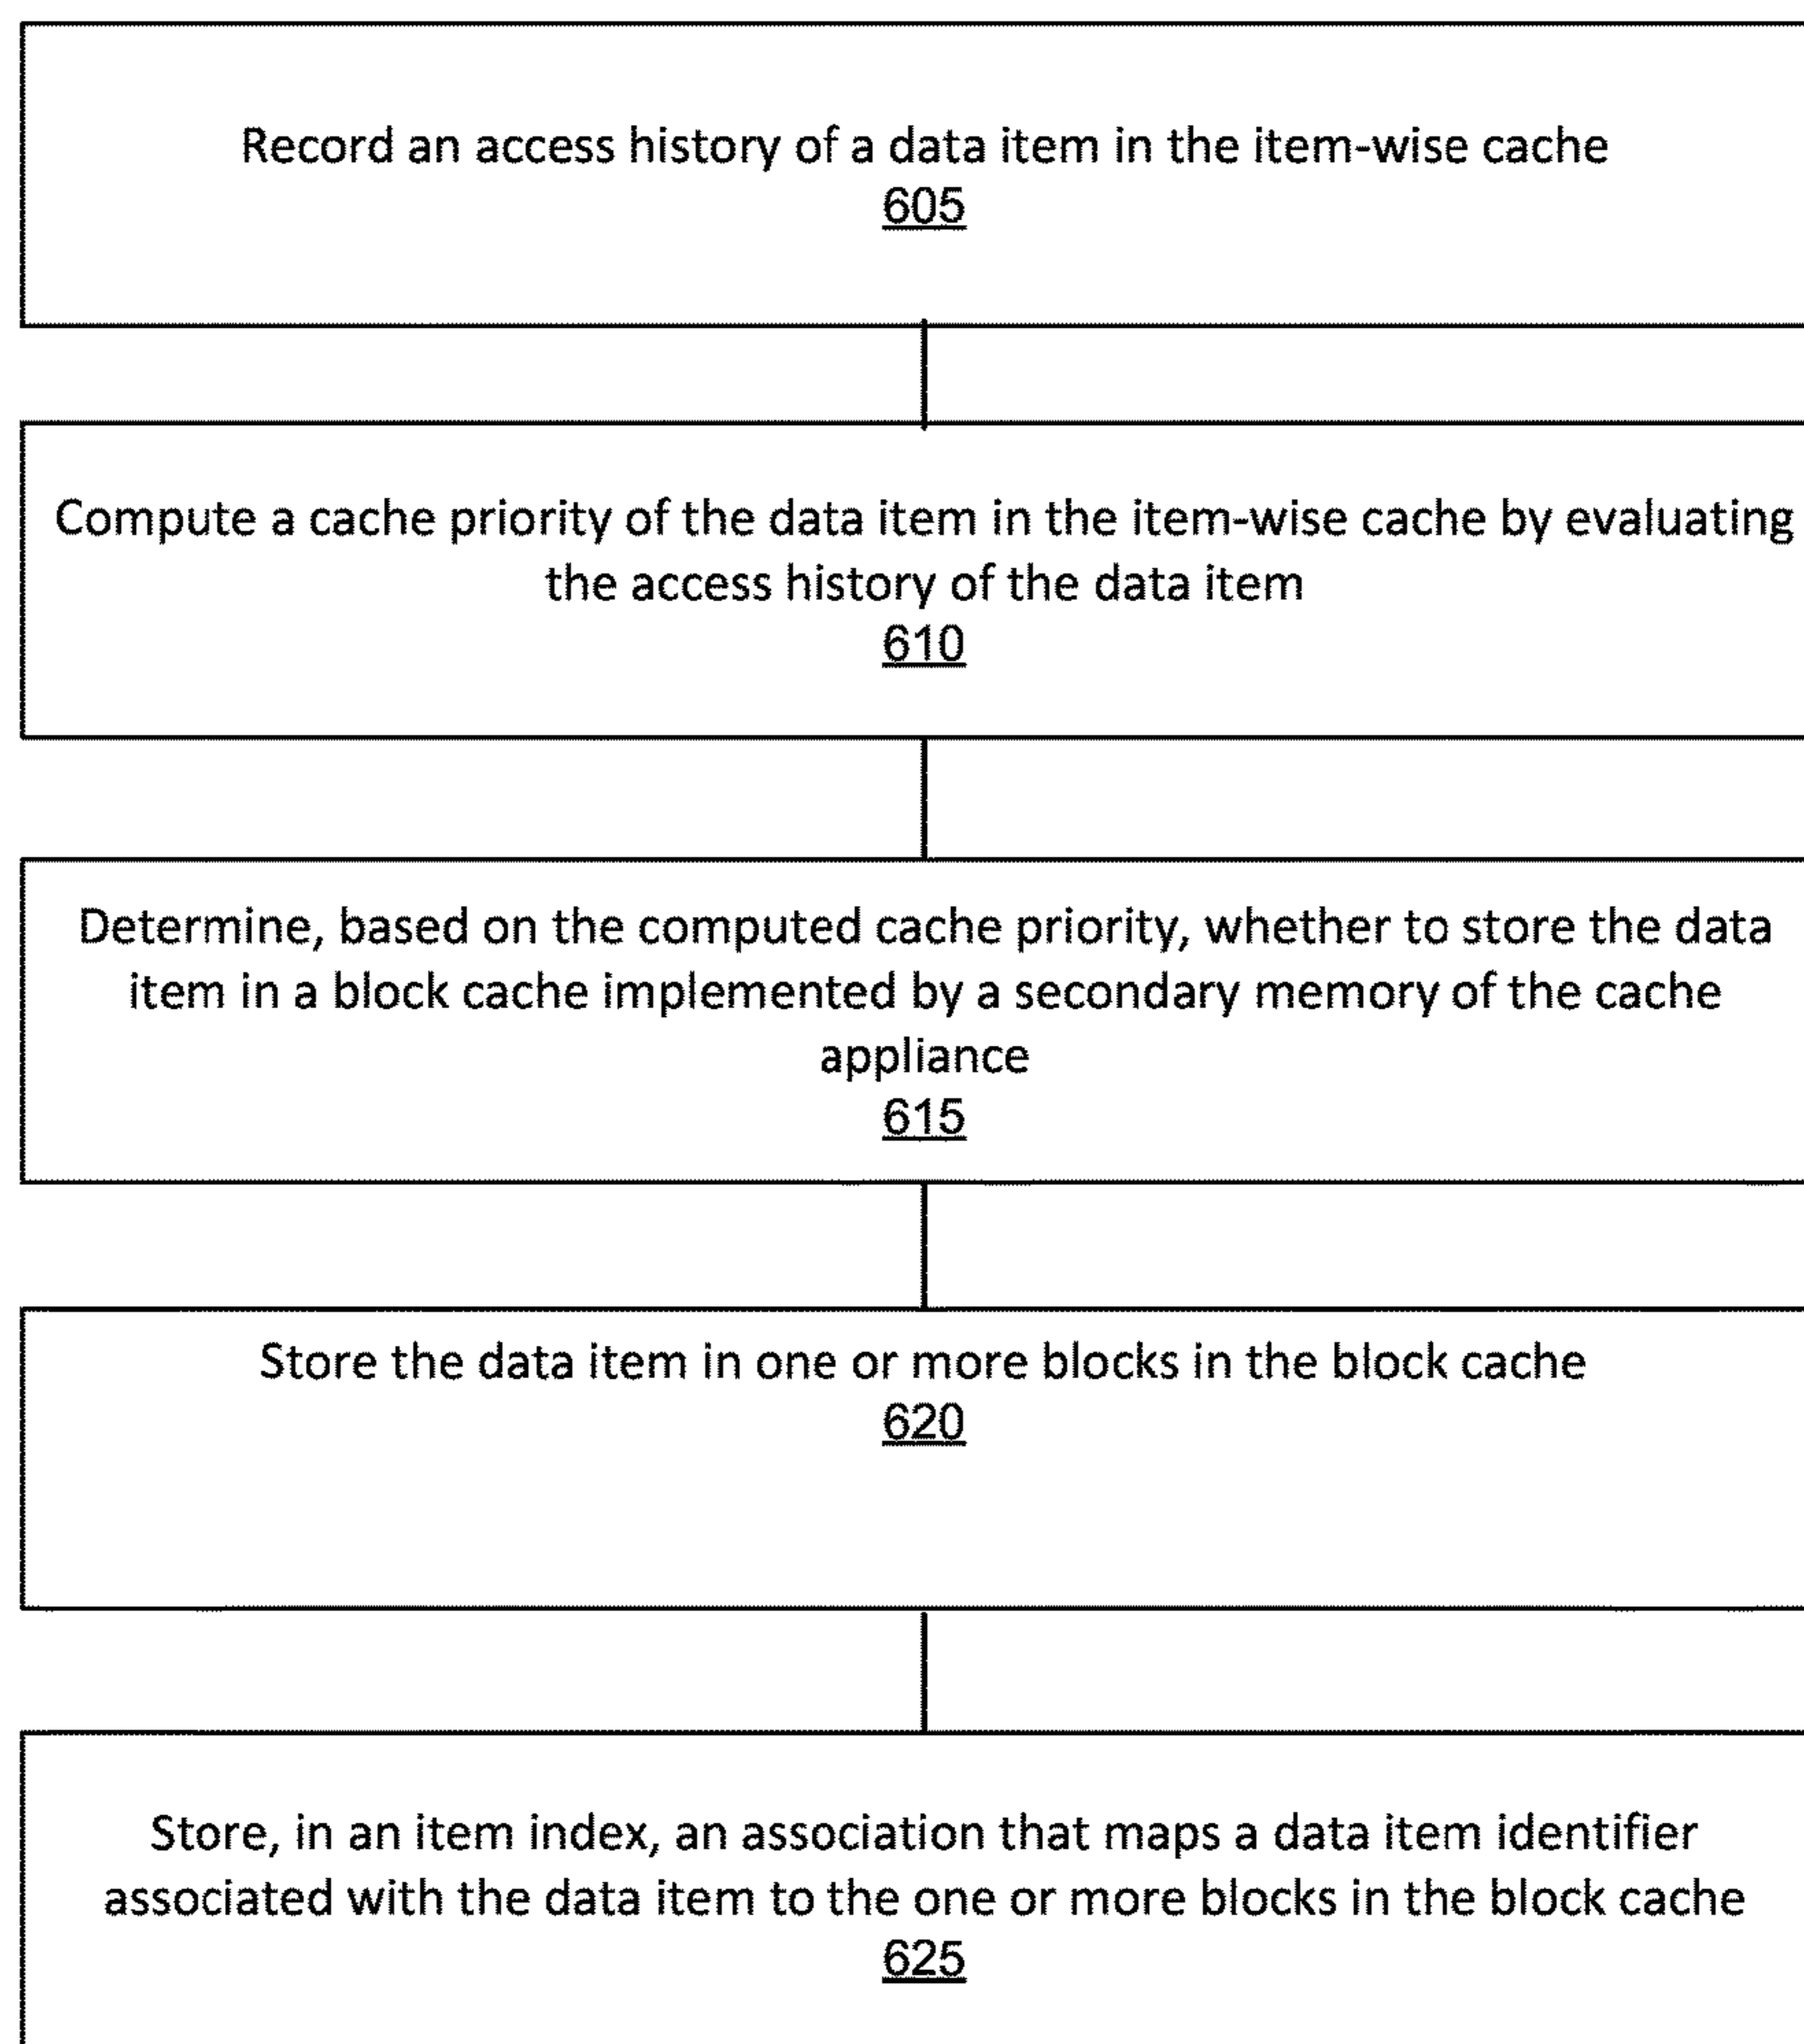 Record an access history of a data item in the item-wise cache
605
Compute a cache priority of the data item in the item-wise cache by evaluating
the access history of the data item
610
Determine, based on the computed cache priority, whether to store the data
item in a block cache implemented by a secondary memory of the cache
appliance
615
Store the data item in one or more blocks in the block cache
620
Store, in an item index, an association that maps a data item identifier
associated with the data item to the one or more blocks in the block cache
625